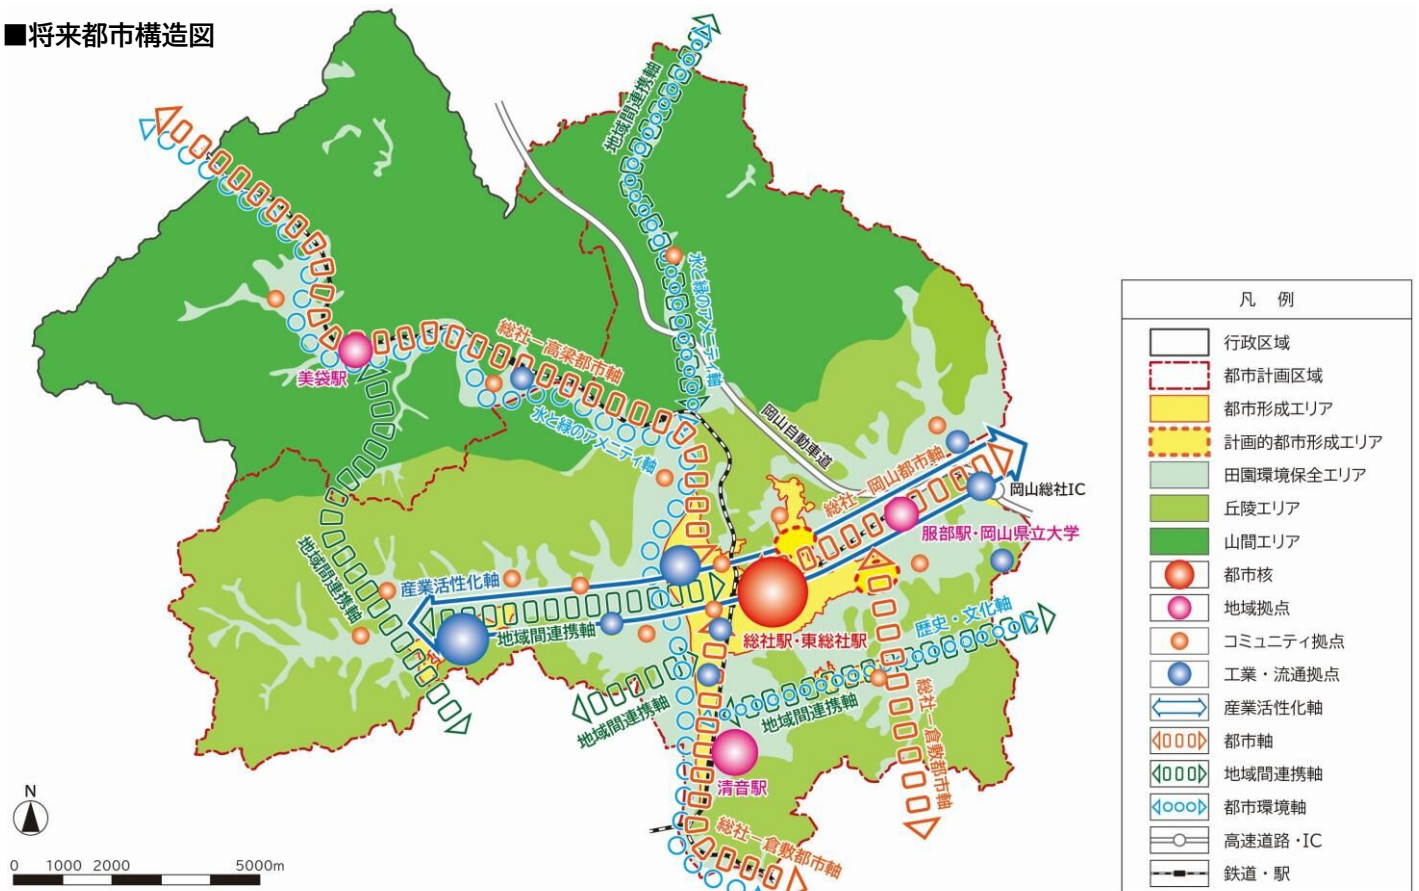 ■将来都市構造図
地域間連携軸
水と緑のアメニティ軸
美袋駅
総社－高梁都市軸
水と緑のアメニティ軸
岡山自動車道
総社－岡山都市軸
岡山総社IC
服部駅・岡山県立大学
地域間連携軸
産業活性化軸
地域間連携軸
総社駅・東総社駅
歴史・文化軸
地域間連携軸
地域間連携軸
総社－倉敷都市軸
清音駅
総社－倉敷都市軸
N
0 1000 2000 5000m
凡 例
行政区域
都市計画区域
都市形成エリア
計画的都市形成エリア
田園環境保全エリア
丘陵エリア
山間エリア
都市核
地域拠点
コミュニティ拠点
工業・流通拠点
産業活性化軸
都市軸
地域間連携軸
都市環境軸
高速道路・IC
鉄道・駅